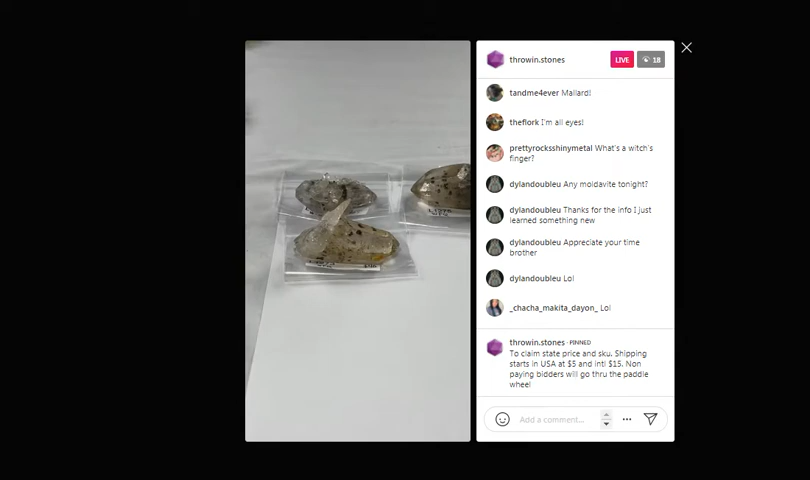 throwin.stones
LIVE
18
tandme4ever Mallard!
theflork I'm all eyes!
prettyrocksshinymetal What's a witch's
finger?
dylandoubleu Any moldavite tonight?
dylandoubleu Thanks for the info I just
learned something new
dylandoubleu Appreciate your time
brother
dylandoubleu Lol
_chacha_makita_dayon_ Lol
throwin.stones · PINNED
To claim state price and sku. Shipping
starts in USA at $5 and intl $15. Non
paying bidders will go thru the paddle
wheel
Add a comment...